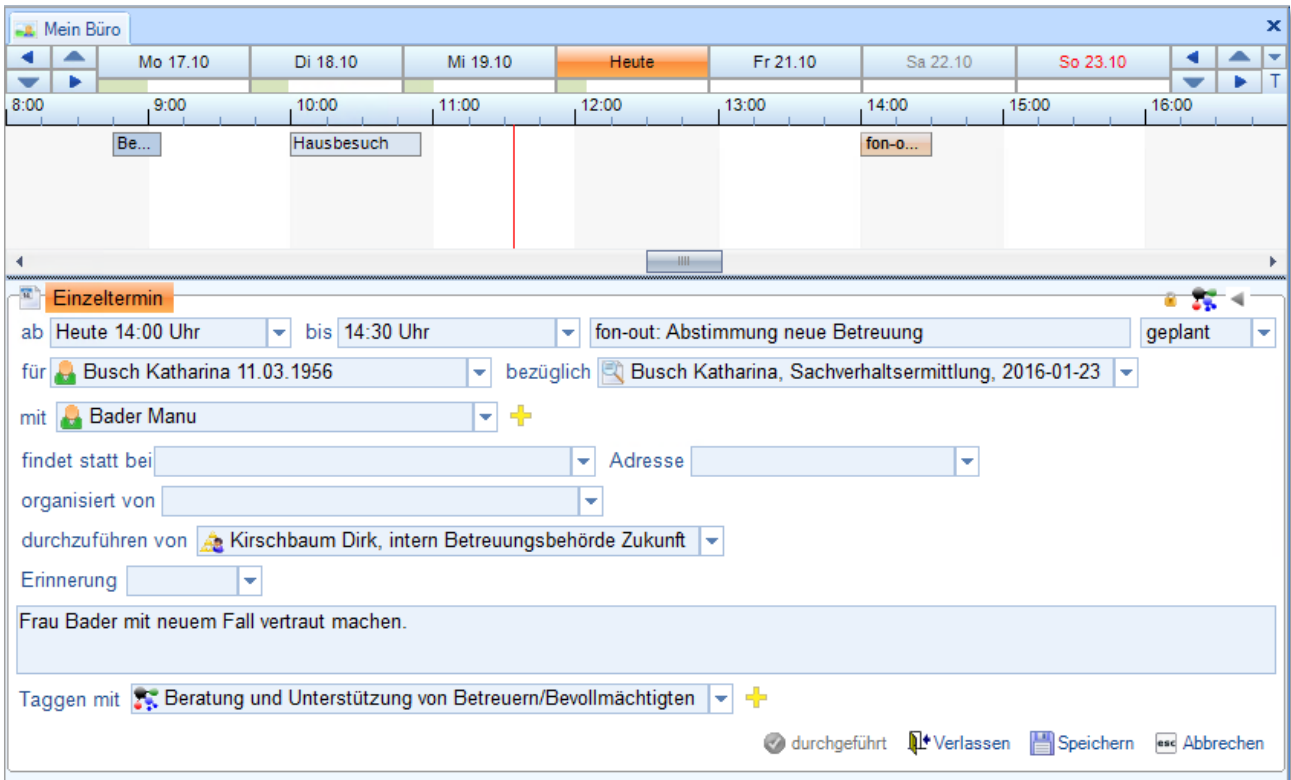 Mein Büro
Mo 17.10 Di 18.10 Mi 19.10 Heute Fr 21.10 Sa 22.10 So 23.10
T
8:00 9:00 10:00 11:00 12:00 13:00 14:00 15:00 16:00
Be... Hausbesuch fon-o...
Einzeltermin
ab Heute 14:00 Uhr bis 14:30 Uhr fon-out: Abstimmung neue Betreuung geplant
für Busch Katharina 11.03.1956 bezüglich Busch Katharina, Sachverhaltsermittlung, 2016-01-23
mit Bader Manu
findet statt bei Adresse
organisiert von
durchzuführen von Kirschbaum Dirk, intern Betreuungsbehörde Zukunft
Erinnerung
Frau Bader mit neuem Fall vertraut machen.
Taggen mit Beratung und Unterstützung von Betreuern/Bevollmächtigten
durchgeführt Verlassen Speichern esc Abbrechen